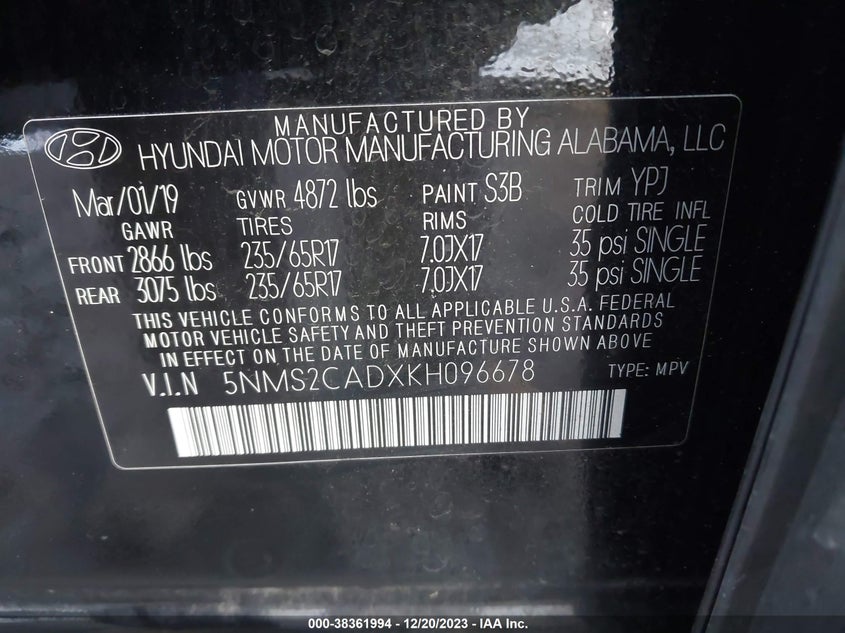 MANUFACTURED BY
HYUNDAI MOTOR MANUFACTURING ALABAMA, LLC
Mar/01/19 GVWR 4872 lbs PAINT S3B TRIM YPJ
GAWR TIRES RIMS COLD TIRE INFL
FRONT 2866 lbs 235/65R17 7.0JX17 35 psi SINGLE
REAR 3075 lbs 235/65R17 7.0JX17 35 psi SINGLE
THIS VEHICLE CONFORMS TO ALL APPLICABLE U.S.A. FEDERAL
MOTOR VEHICLE SAFETY AND THEFT PREVENTION STANDARDS
IN EFFECT ON THE DATE OF MANUFACTURE SHOWN ABOVE
V.I.N 5NMS2CADXKH096678 TYPE: MPV
000-38361994 - 12/20/2023 - IAA Inc.